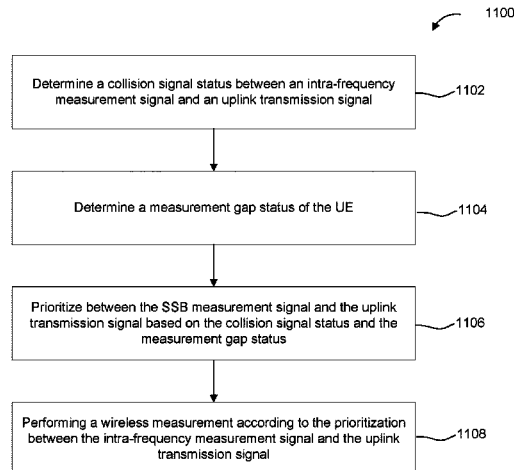 1100
Determine a collision signal status between an intra-frequency
measurement signal and an uplink transmission signal
1102
Determine a measurement gap status of the UE
1104
Prioritize between the SSB measurement signal and the uplink
transmission signal based on the collision signal status and the
measurement gap status
1106
Performing a wireless measurement according to the prioritization
between the intra-frequency measurement signal and the uplink
transmission signal
1108